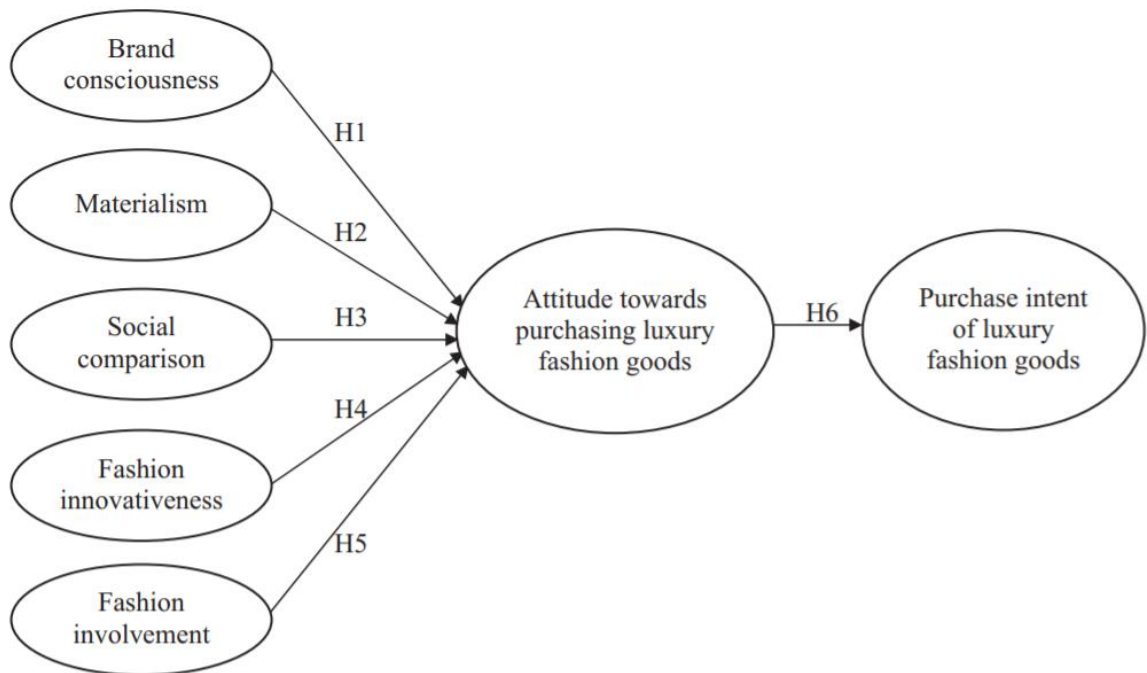 Brand
consciousness
H1
Materialism
H2
Social
comparison
H3
Fashion
innovativeness
H4
Fashion
involvement
H5
Attitude towards
purchasing luxury
fashion goods
H6
Purchase intent
of luxury
fashion goods